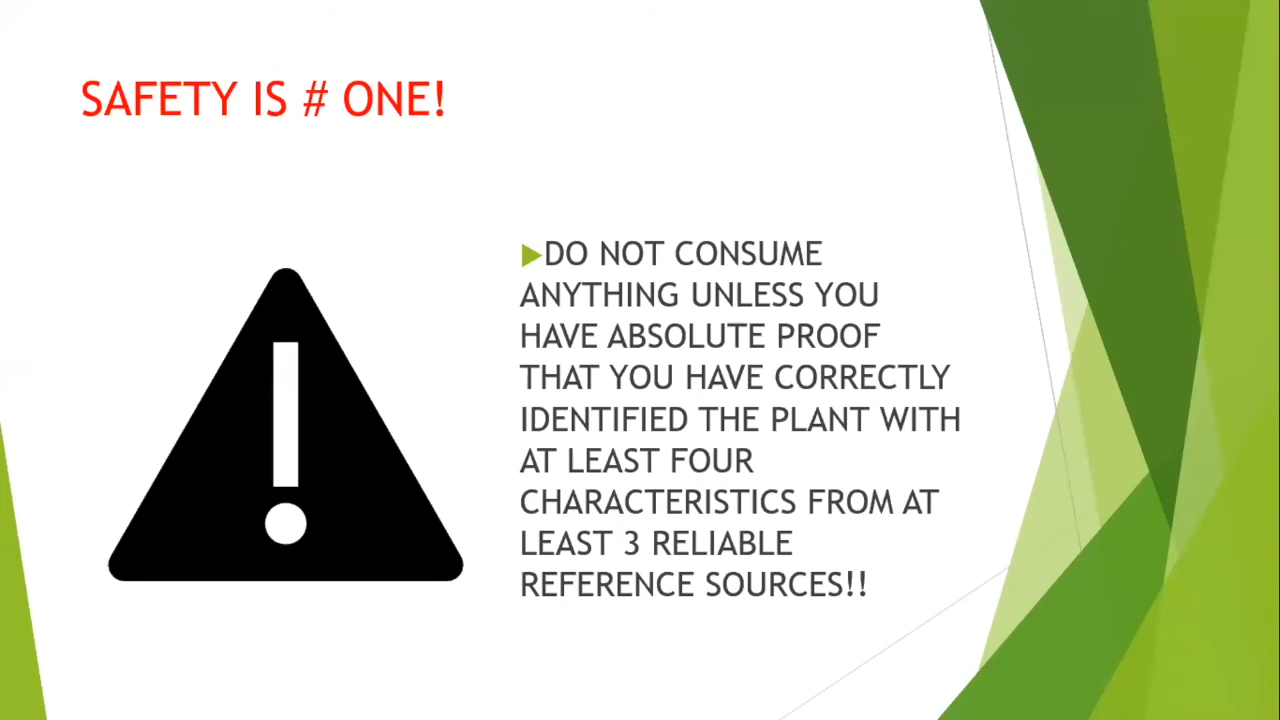 SAFETY IS # ONE!
DO NOT CONSUME
ANYTHING UNLESS YOU
HAVE ABSOLUTE PROOF
THAT YOU HAVE CORRECTLY
IDENTIFIED THE PLANT WITH
AT LEAST FOUR
CHARACTERISTICS FROM AT
LEAST 3 RELIABLE
REFERENCE SOURCES!!